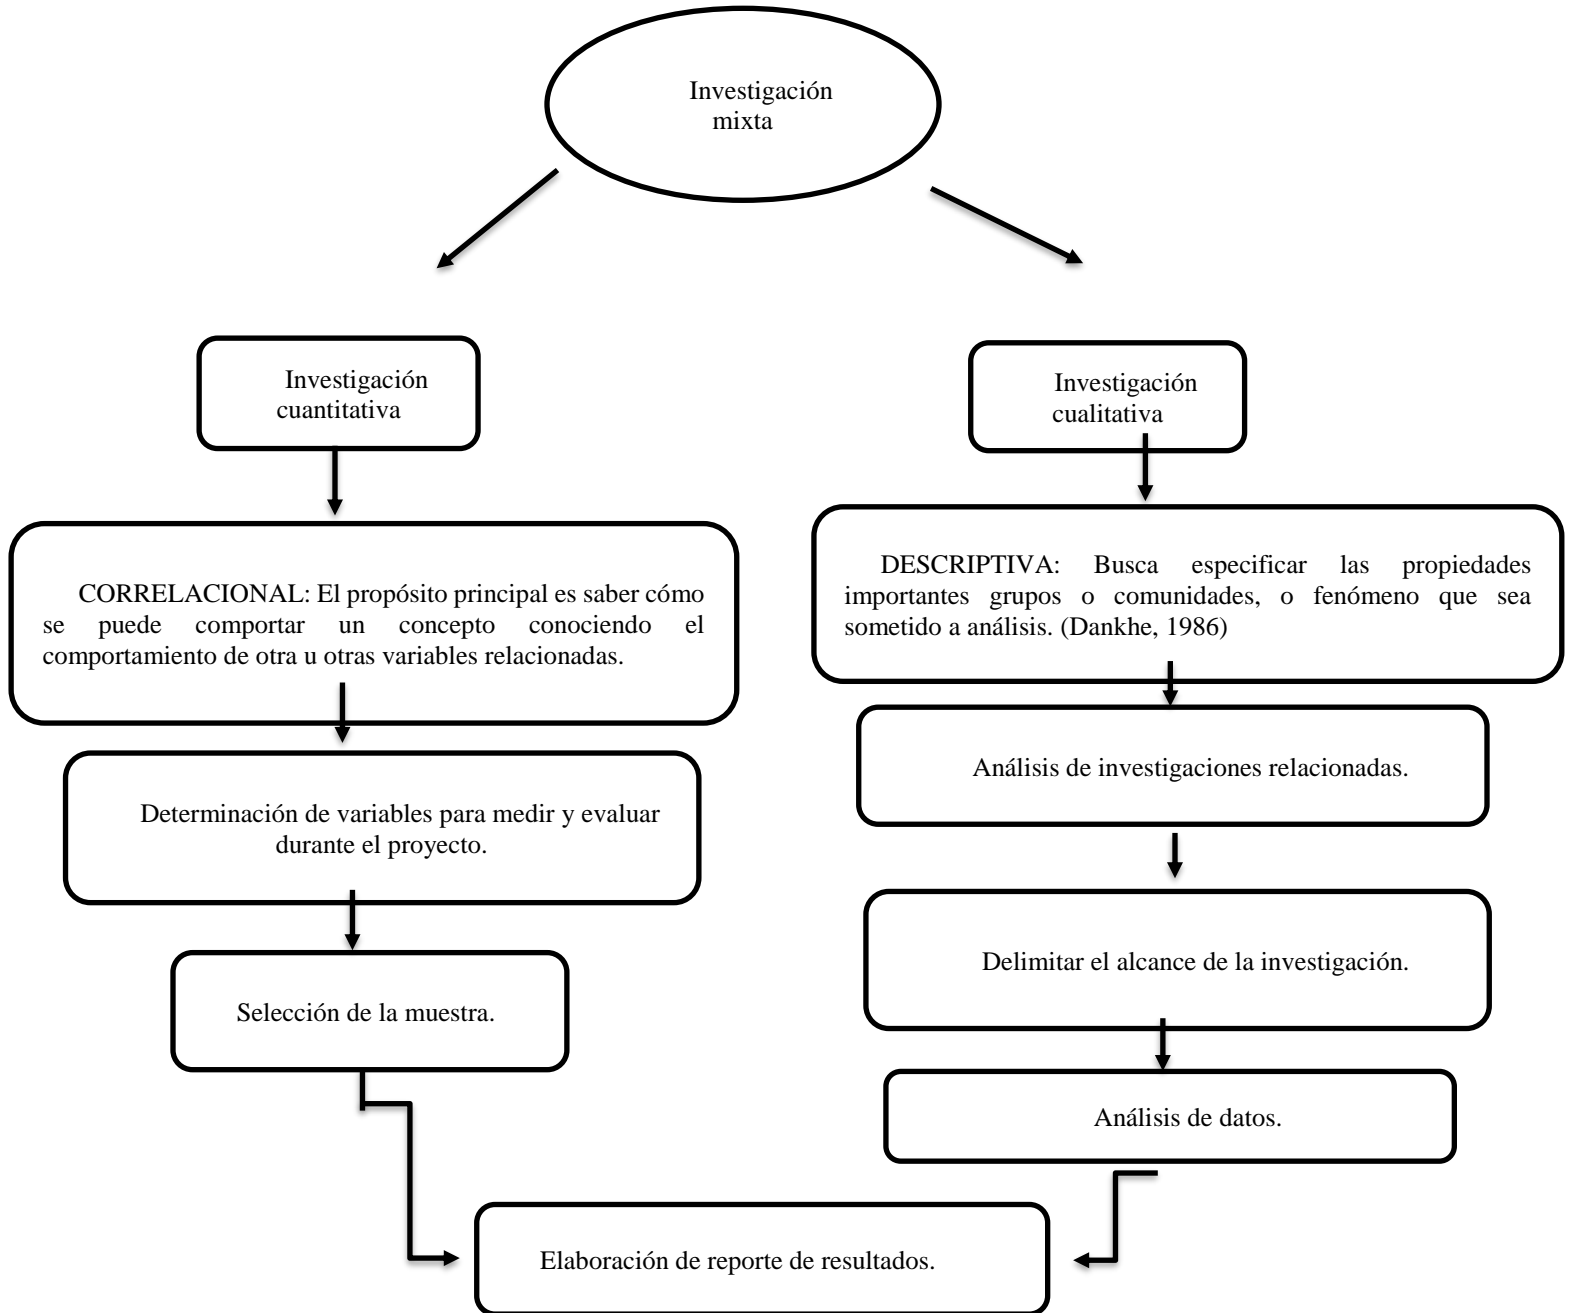 Investigación
mixta
Investigación
cuantitativa
CORRELACIONAL: El propósito principal es saber cómo
se puede comportar un concepto conociendo el
comportamiento de otra u otras variables relacionadas.
Determinación de variables para medir y evaluar
durante el proyecto.
Selección de la muestra.
Investigación
cualitativa
DESCRIPTIVA: Busca especificar las propiedades
importantes grupos o comunidades, o fenómeno que sea
sometido a análisis. (Dankhe, 1986)
Análisis de investigaciones relacionadas.
Delimitar el alcance de la investigación.
Análisis de datos.
Elaboración de reporte de resultados.